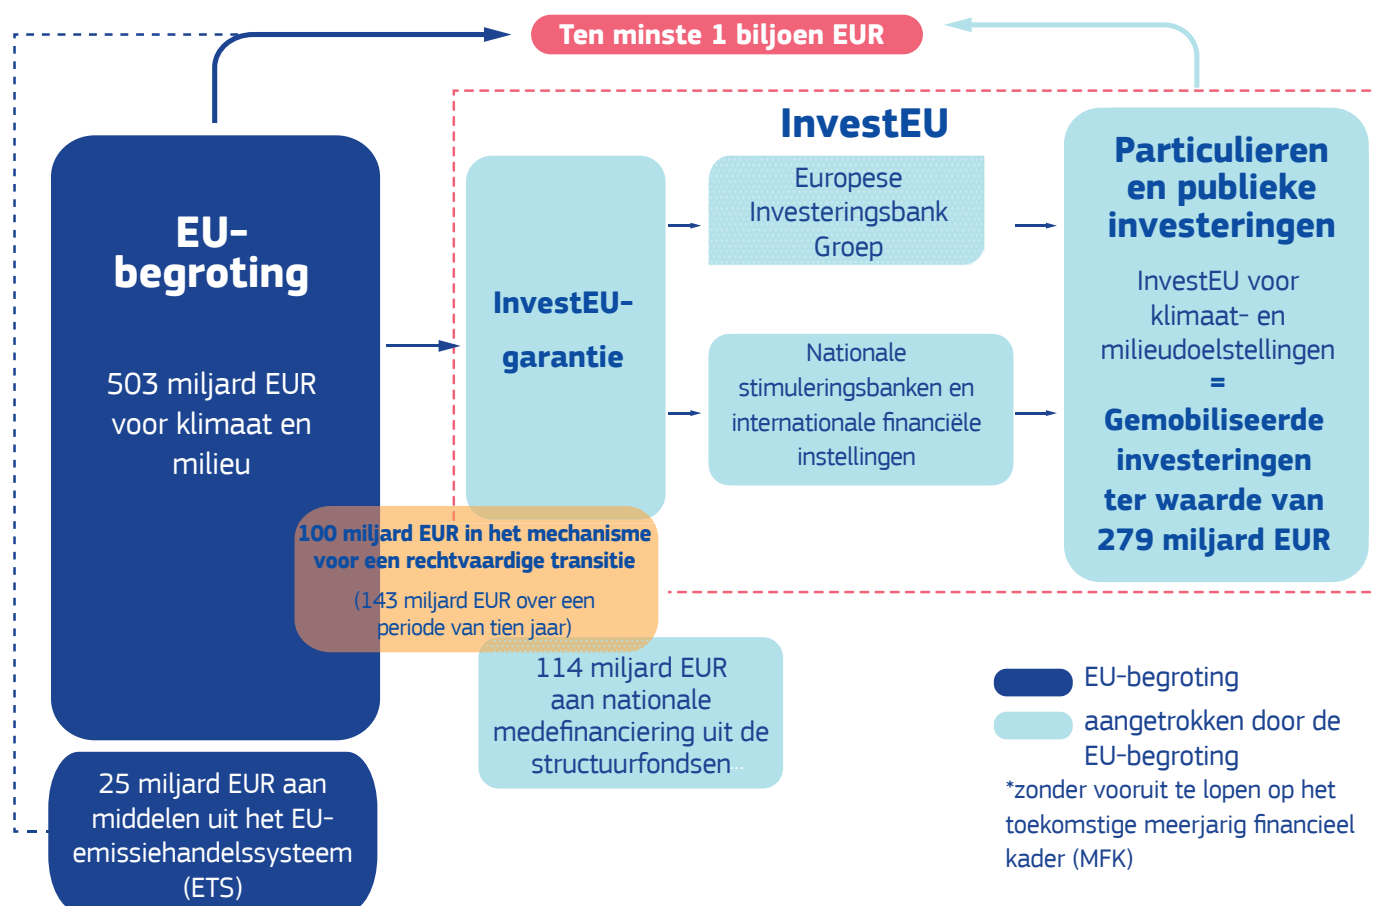 Ten minste 1 biljoen EUR
EU-
begroting
503 miljard EUR
voor klimaat en
milieu
25 miljard EUR aan
middelen uit het EU-
emissiehandelssysteem
(ETS)
InvestEU
InvestEU-
garantie
Europese
Investeringsbank
Groep
Nationale
stimuleringsbanken en
internationale financiële
instellingen
Particulieren
en publieke
investeringen
InvestEU voor
klimaat- en
milieudoelstellingen
=
Gemobiliseerde
investeringen
ter waarde van
279 miljard EUR
100 miljard EUR in het mechanisme
voor een rechtvaardige transitie
(143 miljard EUR over een
periode van tien jaar)
114 miljard EUR
aan nationale
medefinanciering uit de
structuurfondsen...
EU-begroting
aangetrokken door de
EU-begroting
*zonder vooruit te lopen op het
toekomstige meerjarig financieel
kader (MFK)